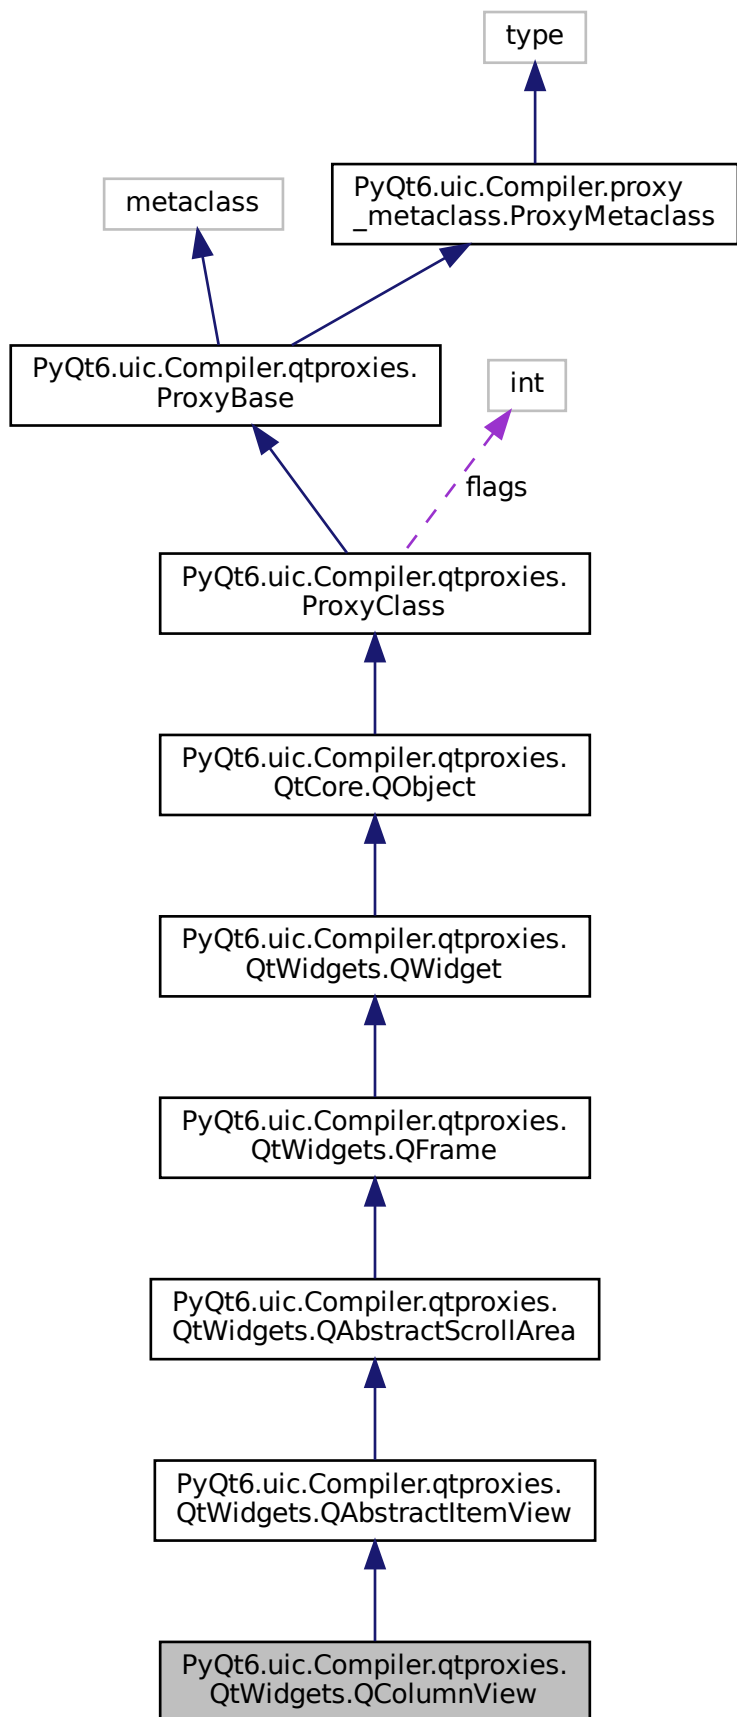 type
PyQt6.uic.Compiler.proxy
_metaclass.ProxyMetaclass
metaclass
PyQt6.uic.Compiler.qtproxies.
ProxyBase
int
flags
PyQt6.uic.Compiler.qtproxies.
ProxyClass
PyQt6.uic.Compiler.qtproxies.
QtCore.QObject
PyQt6.uic.Compiler.qtproxies.
QtWidgets.QWidget
PyQt6.uic.Compiler.qtproxies.
QtWidgets.QFrame
PyQt6.uic.Compiler.qtproxies.
QtWidgets.QAbstractScrollArea
PyQt6.uic.Compiler.qtproxies.
QtWidgets.QAbstractItemView
PyQt6.uic.Compiler.qtproxies.
QtWidgets.QColumnView